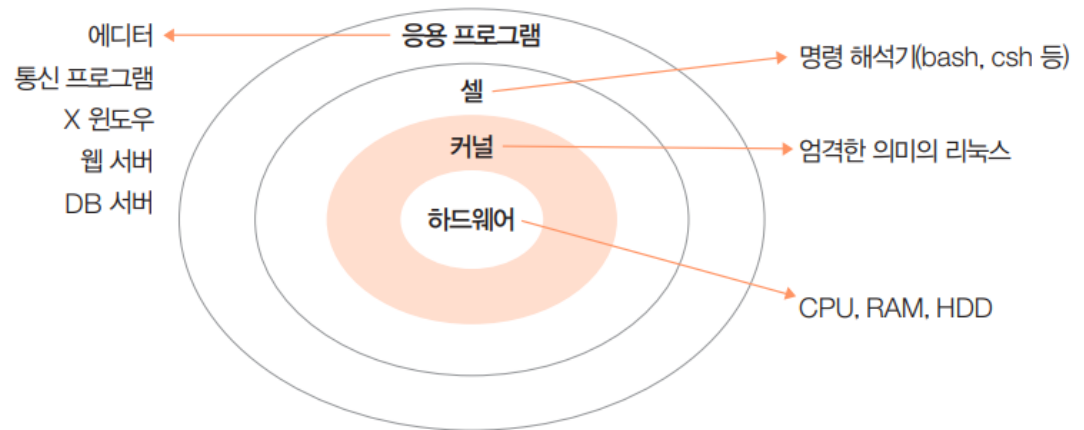 에디터
통신 프로그램
X 윈도우
웹 서버
DB 서버
응용 프로그램
셸
커널
하드웨어
명령 해석기(bash, csh 등)
엄격한 의미의 리눅스
CPU, RAM, HDD